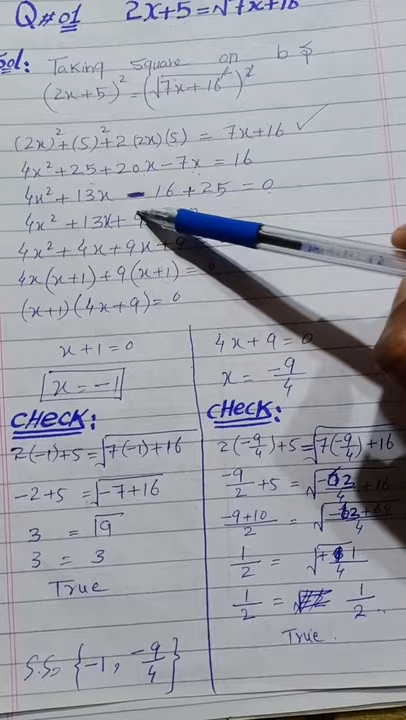 Q#01 2x+5=√7x+16
Sol: Taking square on b
(2x+5)² = (√7x+16)²
(2x)²+(5)²+2(2x)(5) = 7x+16
4x²+25+20x-7x = 16
4x²+13x - 16+25 = 0
4x²+13x+
4x²+4x+9x+9
4x(x+1)+9(x+1) = 0
(x+1)(4x+9) = 0
x+1=0
x=-1
CHECK:
2(-1)+5=√7(-1)+16
-2+5 = √-7+16
3 = √9
3 = 3
True
4x+9=0
x = -9/4
CHECK:
2(-9/4)+5=√7(-9/4)+16
-9/2+5 = √-63/4+16
-9+10/2 = √-63+64/4
1/2 = √+1/4
1/2 = 1/2
True.
S.S, {-1, -9/4}